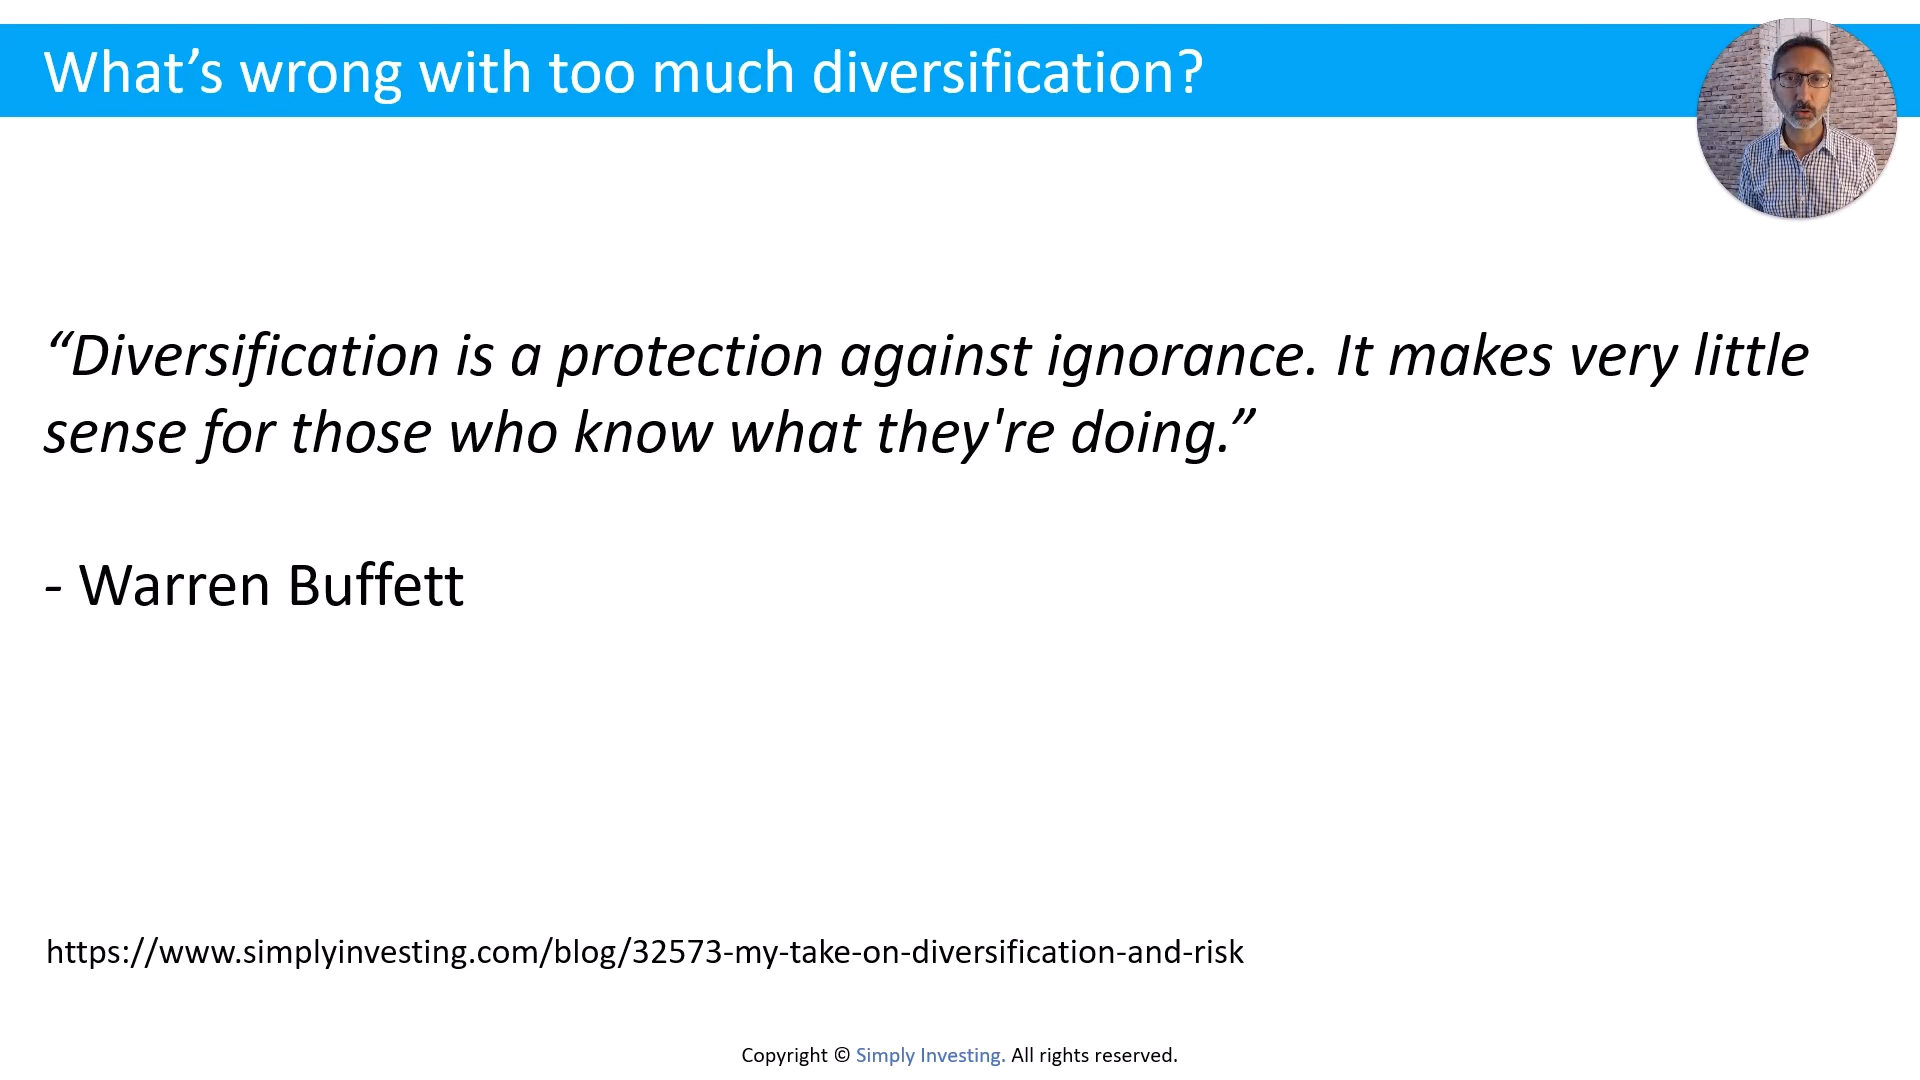 What’s wrong with too much diversification?
“Diversification is a protection against ignorance. It makes very little
sense for those who know what they're doing.”
- Warren Buffett
https://www.simplyinvesting.com/blog/32573-my-take-on-diversification-and-risk
Copyright © Simply Investing. All rights reserved.